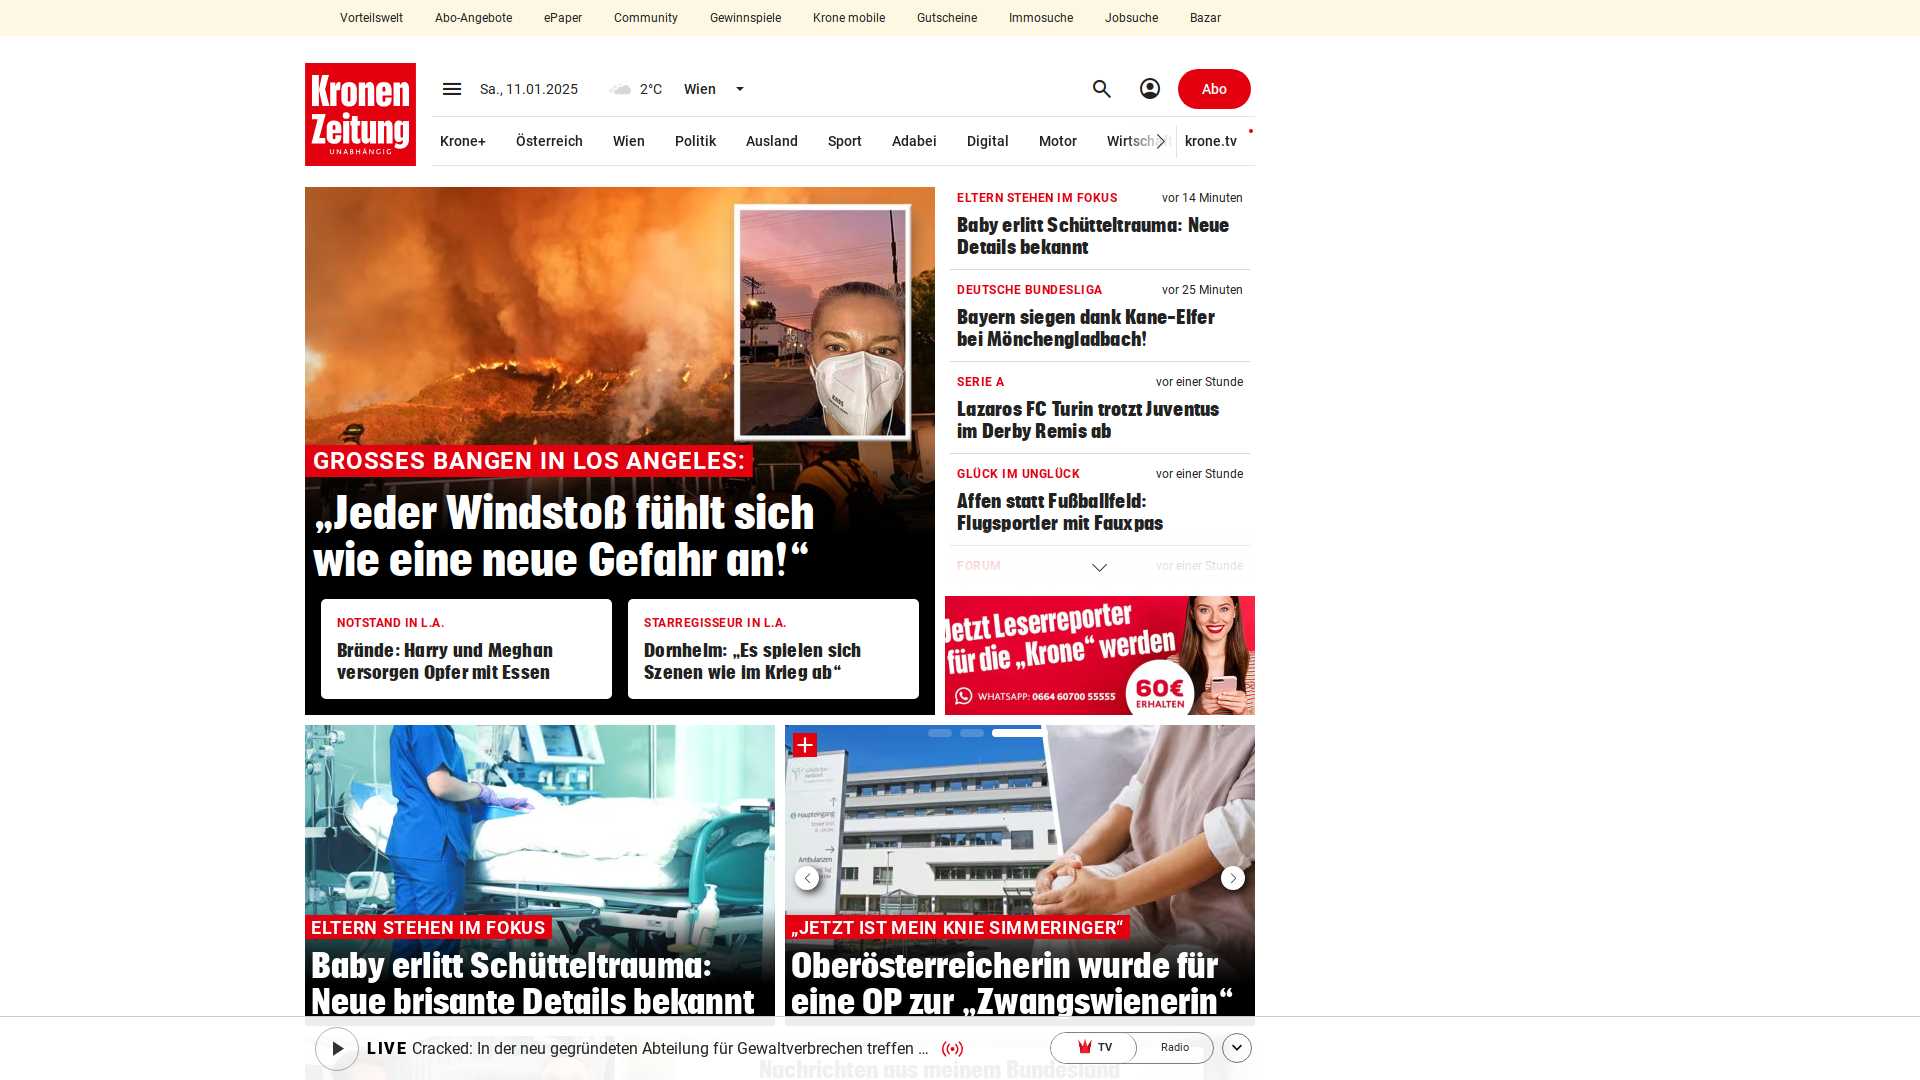 Vorteilswelt Abo-Angebote ePaper Community Gewinnspiele Krone mobile Gutscheine Immosuche Jobsuche Bazar
Kronen
Zeitung
UNABHÄNGIG
Sa., 11.01.2025 2°C Wien Abo
Krone+ Österreich Wien Politik Ausland Sport Adabei Digital Motor Wirtschaft krone.tv
GROSSES BANGEN IN LOS ANGELES:
„Jeder Windstoß fühlt sich
wie eine neue Gefahr an!“
NOTSTAND IN L.A.
Brände: Harry und Meghan
versorgen Opfer mit Essen
STARREGISSEUR IN L.A.
Dornhelm: „Es spielen sich
Szenen wie im Krieg ab“
ELTERN STEHEN IM FOKUS vor 14 Minuten
Baby erlitt Schütteltrauma: Neue
Details bekannt
DEUTSCHE BUNDESLIGA vor 25 Minuten
Bayern siegen dank Kane-Elfer
bei Mönchengladbach!
SERIE A vor einer Stunde
Lazaros FC Turin trotzt Juventus
im Derby Remis ab
GLÜCK IM UNGLÜCK vor einer Stunde
Affen statt Fußballfeld:
Flugsportler mit Fauxpas
FORUM vor einer Stunde
Jetzt Leserreporter
für die „Krone“ werden
WHATSAPP: 0664 60700 55555
60€
ERHALTEN
ELTERN STEHEN IM FOKUS
Baby erlitt Schütteltrauma:
Neue brisante Details bekannt
Haupteingang
Ambulanzen
„JETZT IST MEIN KNIE SIMMERINGER“
Oberösterreicherin wurde für
eine OP zur „Zwangswienerin“
LIVE Cracked: In der neu gegründeten Abteilung für Gewaltverbrechen treffen ...
TV Radio
Nachrichten aus meinem Bundesland